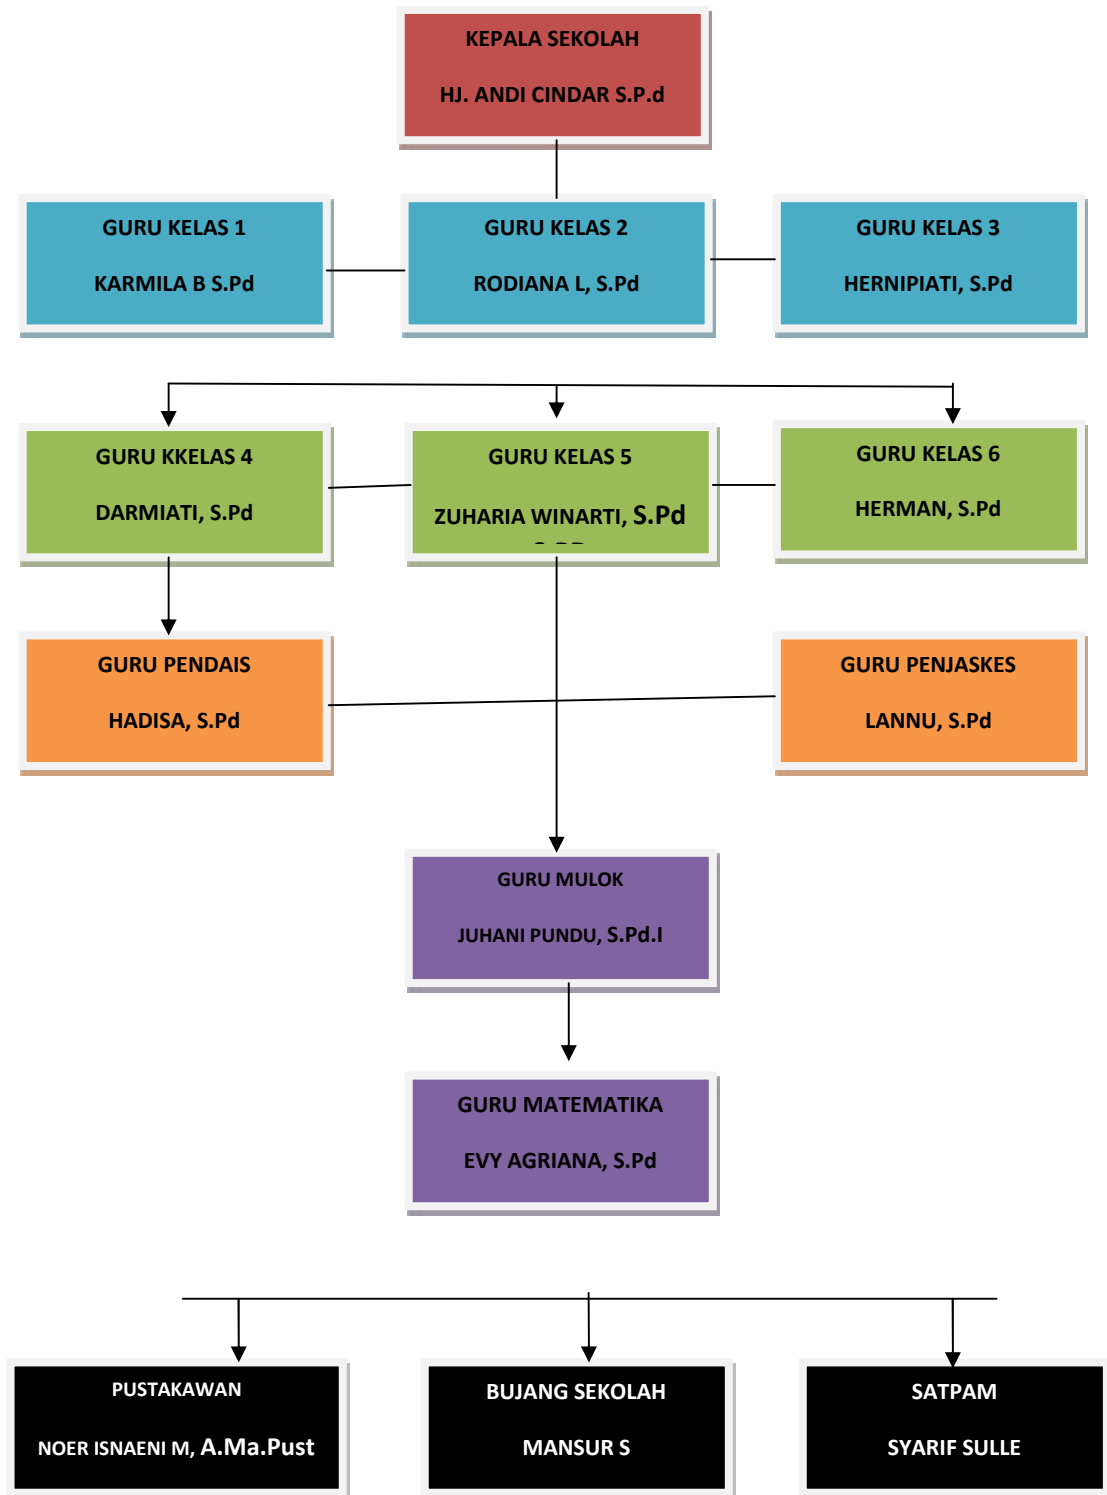 KEPALA SEKOLAH
HJ. ANDI CINDAR S.P.d
GURU KELAS 1
KARMILA B S.Pd
GURU KELAS 2
RODIANA L, S.Pd
GURU KELAS 3
HERNIPIATI, S.Pd
GURU KKELAS 4
DARMIATI, S.Pd
GURU KELAS 5
ZUHARIA WINARTI, S.Pd
GURU KELAS 6
HERMAN, S.Pd
GURU PENDAIS
HADISA, S.Pd
GURU PENJASKES
LANNU, S.Pd
GURU MULOK
JUHANI PUNDU, S.Pd.I
GURU MATEMATIKA
EVY AGRIANA, S.Pd
PUSTAKAWAN
NOER ISNAENI M, A.Ma.Pust
BUJANG SEKOLAH
MANSUR S
SATPAM
SYARIF SULLE